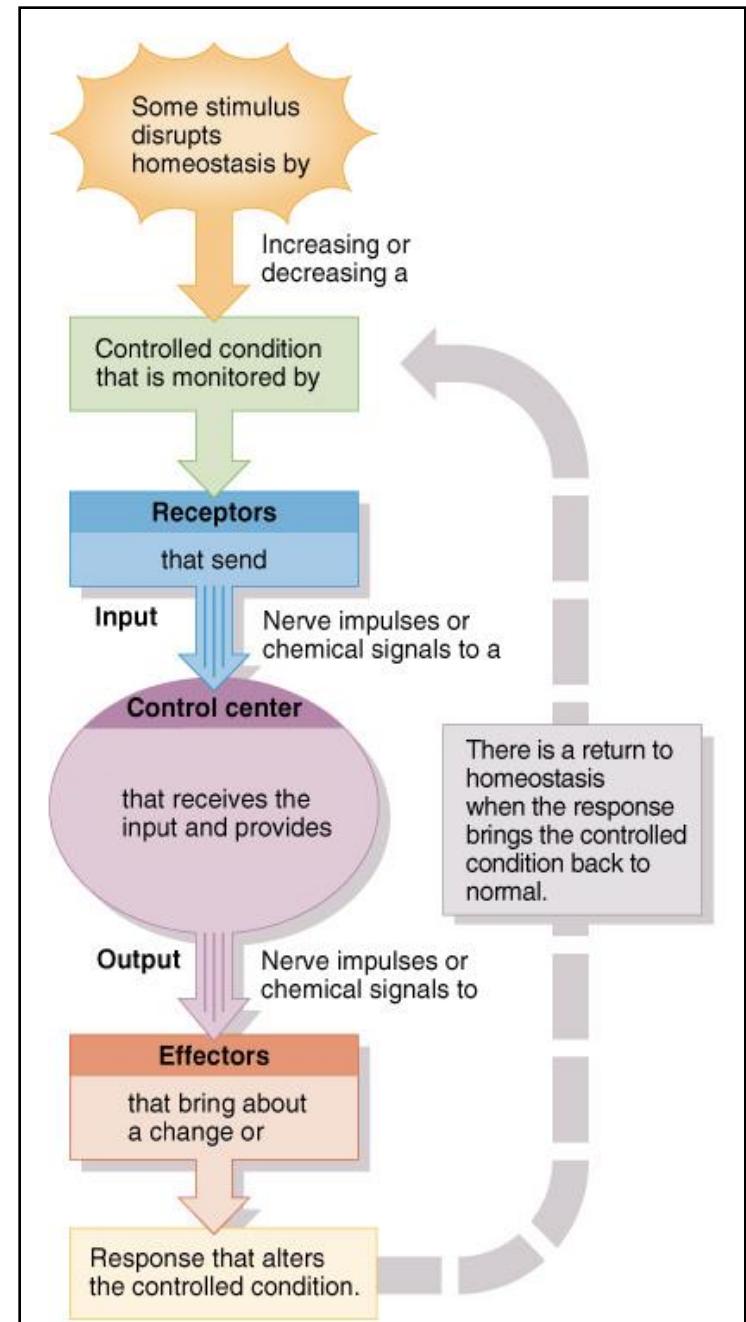 Some stimulus
disrupts
homeostasis by
Increasing or
decreasing a
Controlled condition
that is monitored by
Receptors
that send
Input
Nerve impulses or
chemical signals to a
Control center
that receives the
input and provides
Output
Nerve impulses or
chemical signals to
Effectors
that bring about
a change or
Response that alters
the controlled condition.
There is a return to
homeostasis
when the response
brings the controlled
condition back to
normal.